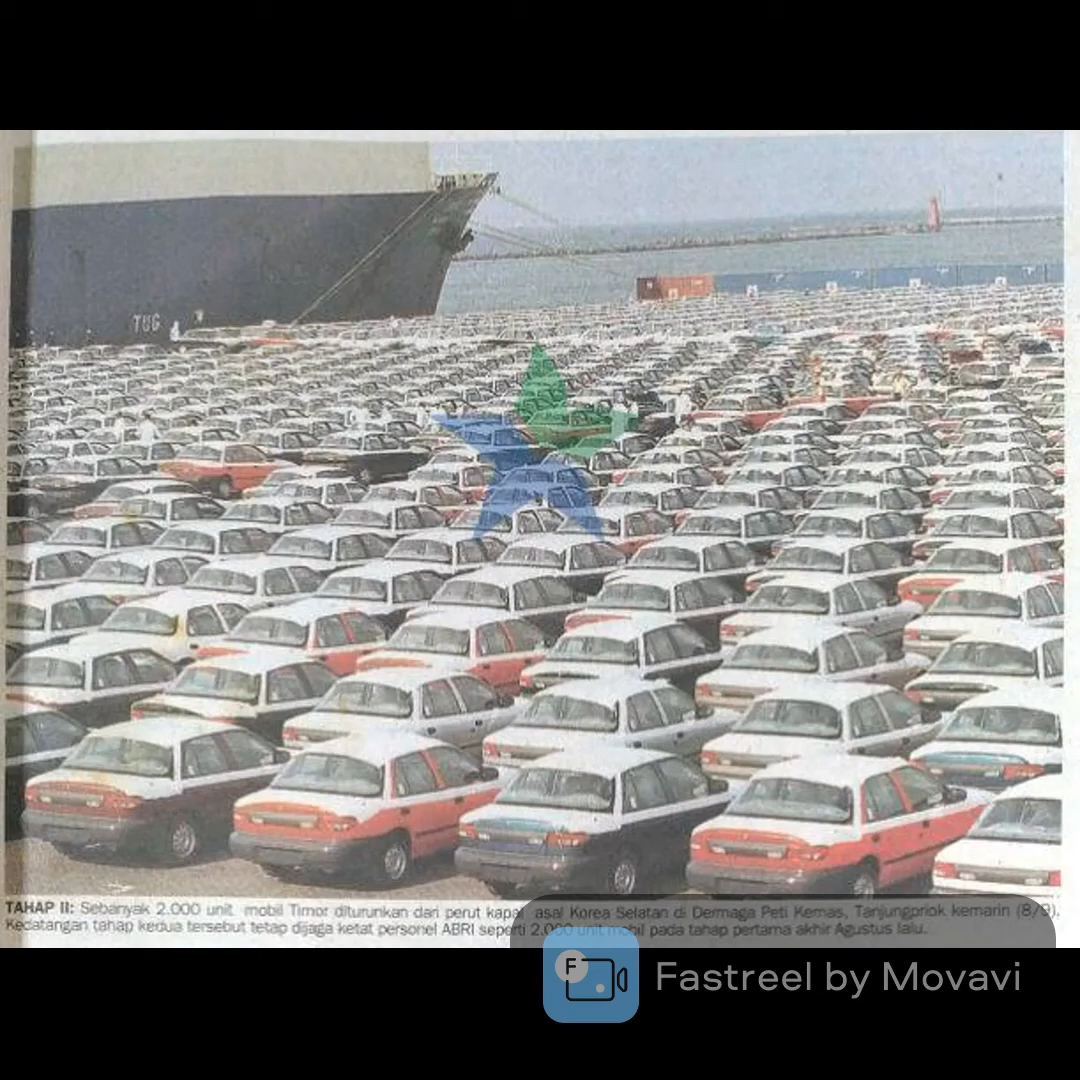 TUG
TAHAP II: Sebanyak 2.000 unit mobil Timor diturunkan dari perut kapal asal Korea Selatan di Dermaga Peti Kemas, Tanjungpriok kemarin (8/9).
Kedatangan tahap kedua tersebut tetap dijaga ketat personel ABRI seperti 2.000 unit mobil pada tahap pertama akhir Agustus lalu.
F
Fastreel by Movavi